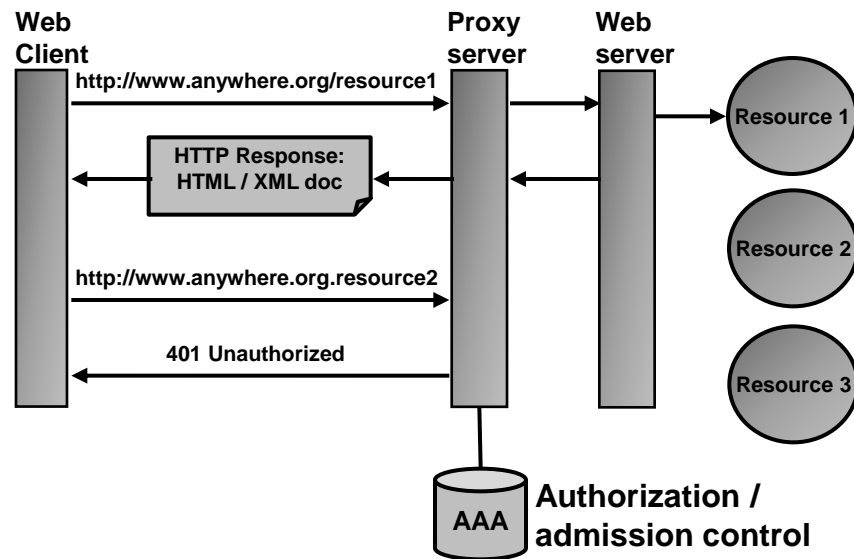 Web
Client
Proxy
server
Web
server
http://www.anywhere.org/resource1
Resource 1
HTTP Response:
HTML / XML doc
Resource 2
http://www.anywhere.org.resource2
401 Unauthorized
Resource 3
AAA
Authorization /
admission control